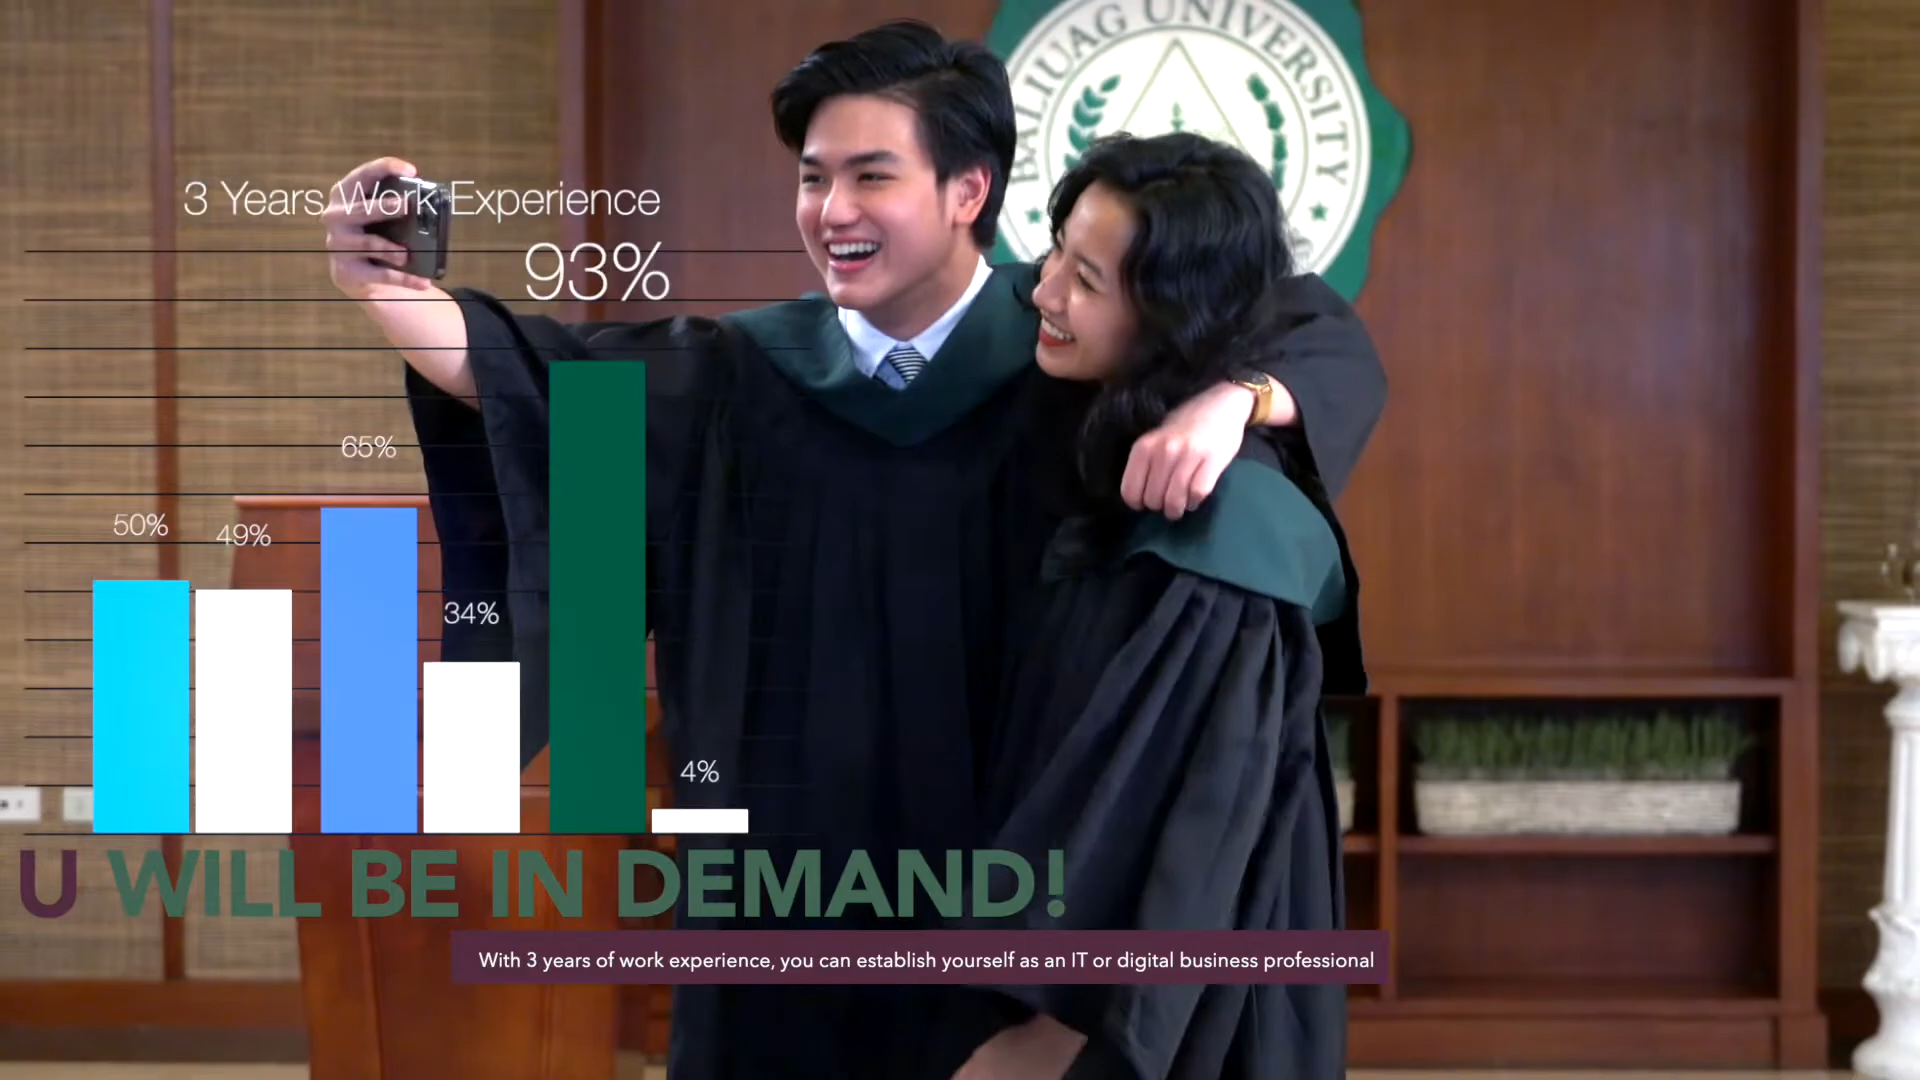 BALIUAG UNIVERSITY
3 Years Work Experience
93%
65%
50%
49%
34%
4%
U WILL BE IN DEMAND!
With 3 years of work experience, you can establish yourself as an IT or digital business professional